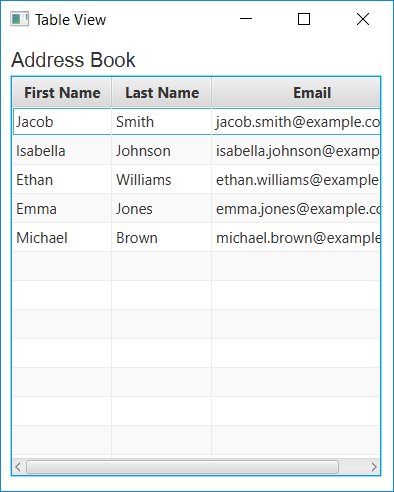 Table View
Address Book
First Name Last Name Email
Jacob Smith jacob.smith@example.co
Isabella Johnson isabella.johnson@examp
Ethan Williams ethan.williams@example
Emma Jones emma.jones@example.co
Michael Brown michael.brown@example